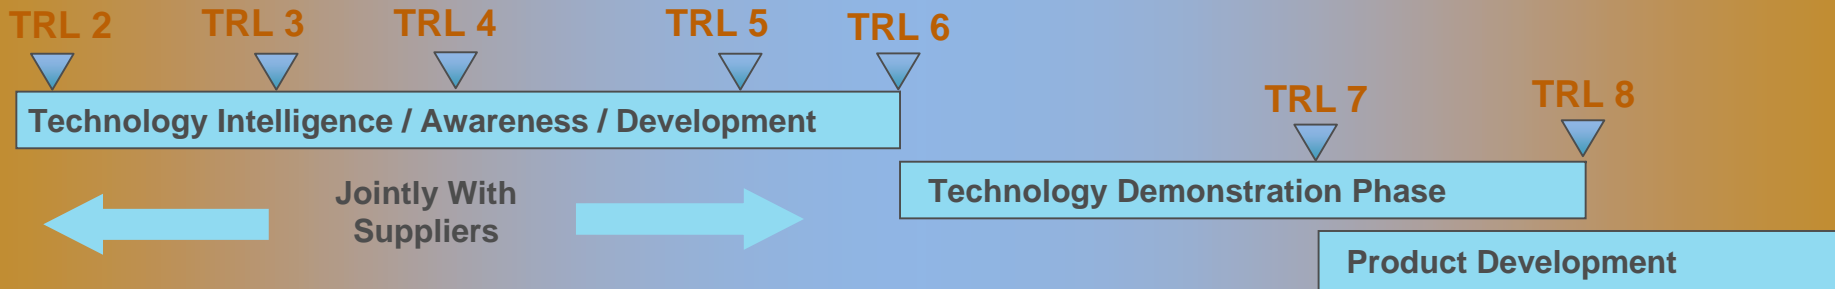 TRL 2
TRL 3
TRL 4
TRL 5
TRL 6
TRL 7
TRL 8
Technology Intelligence / Awareness / Development
Jointly With
Suppliers
Technology Demonstration Phase
Product Development